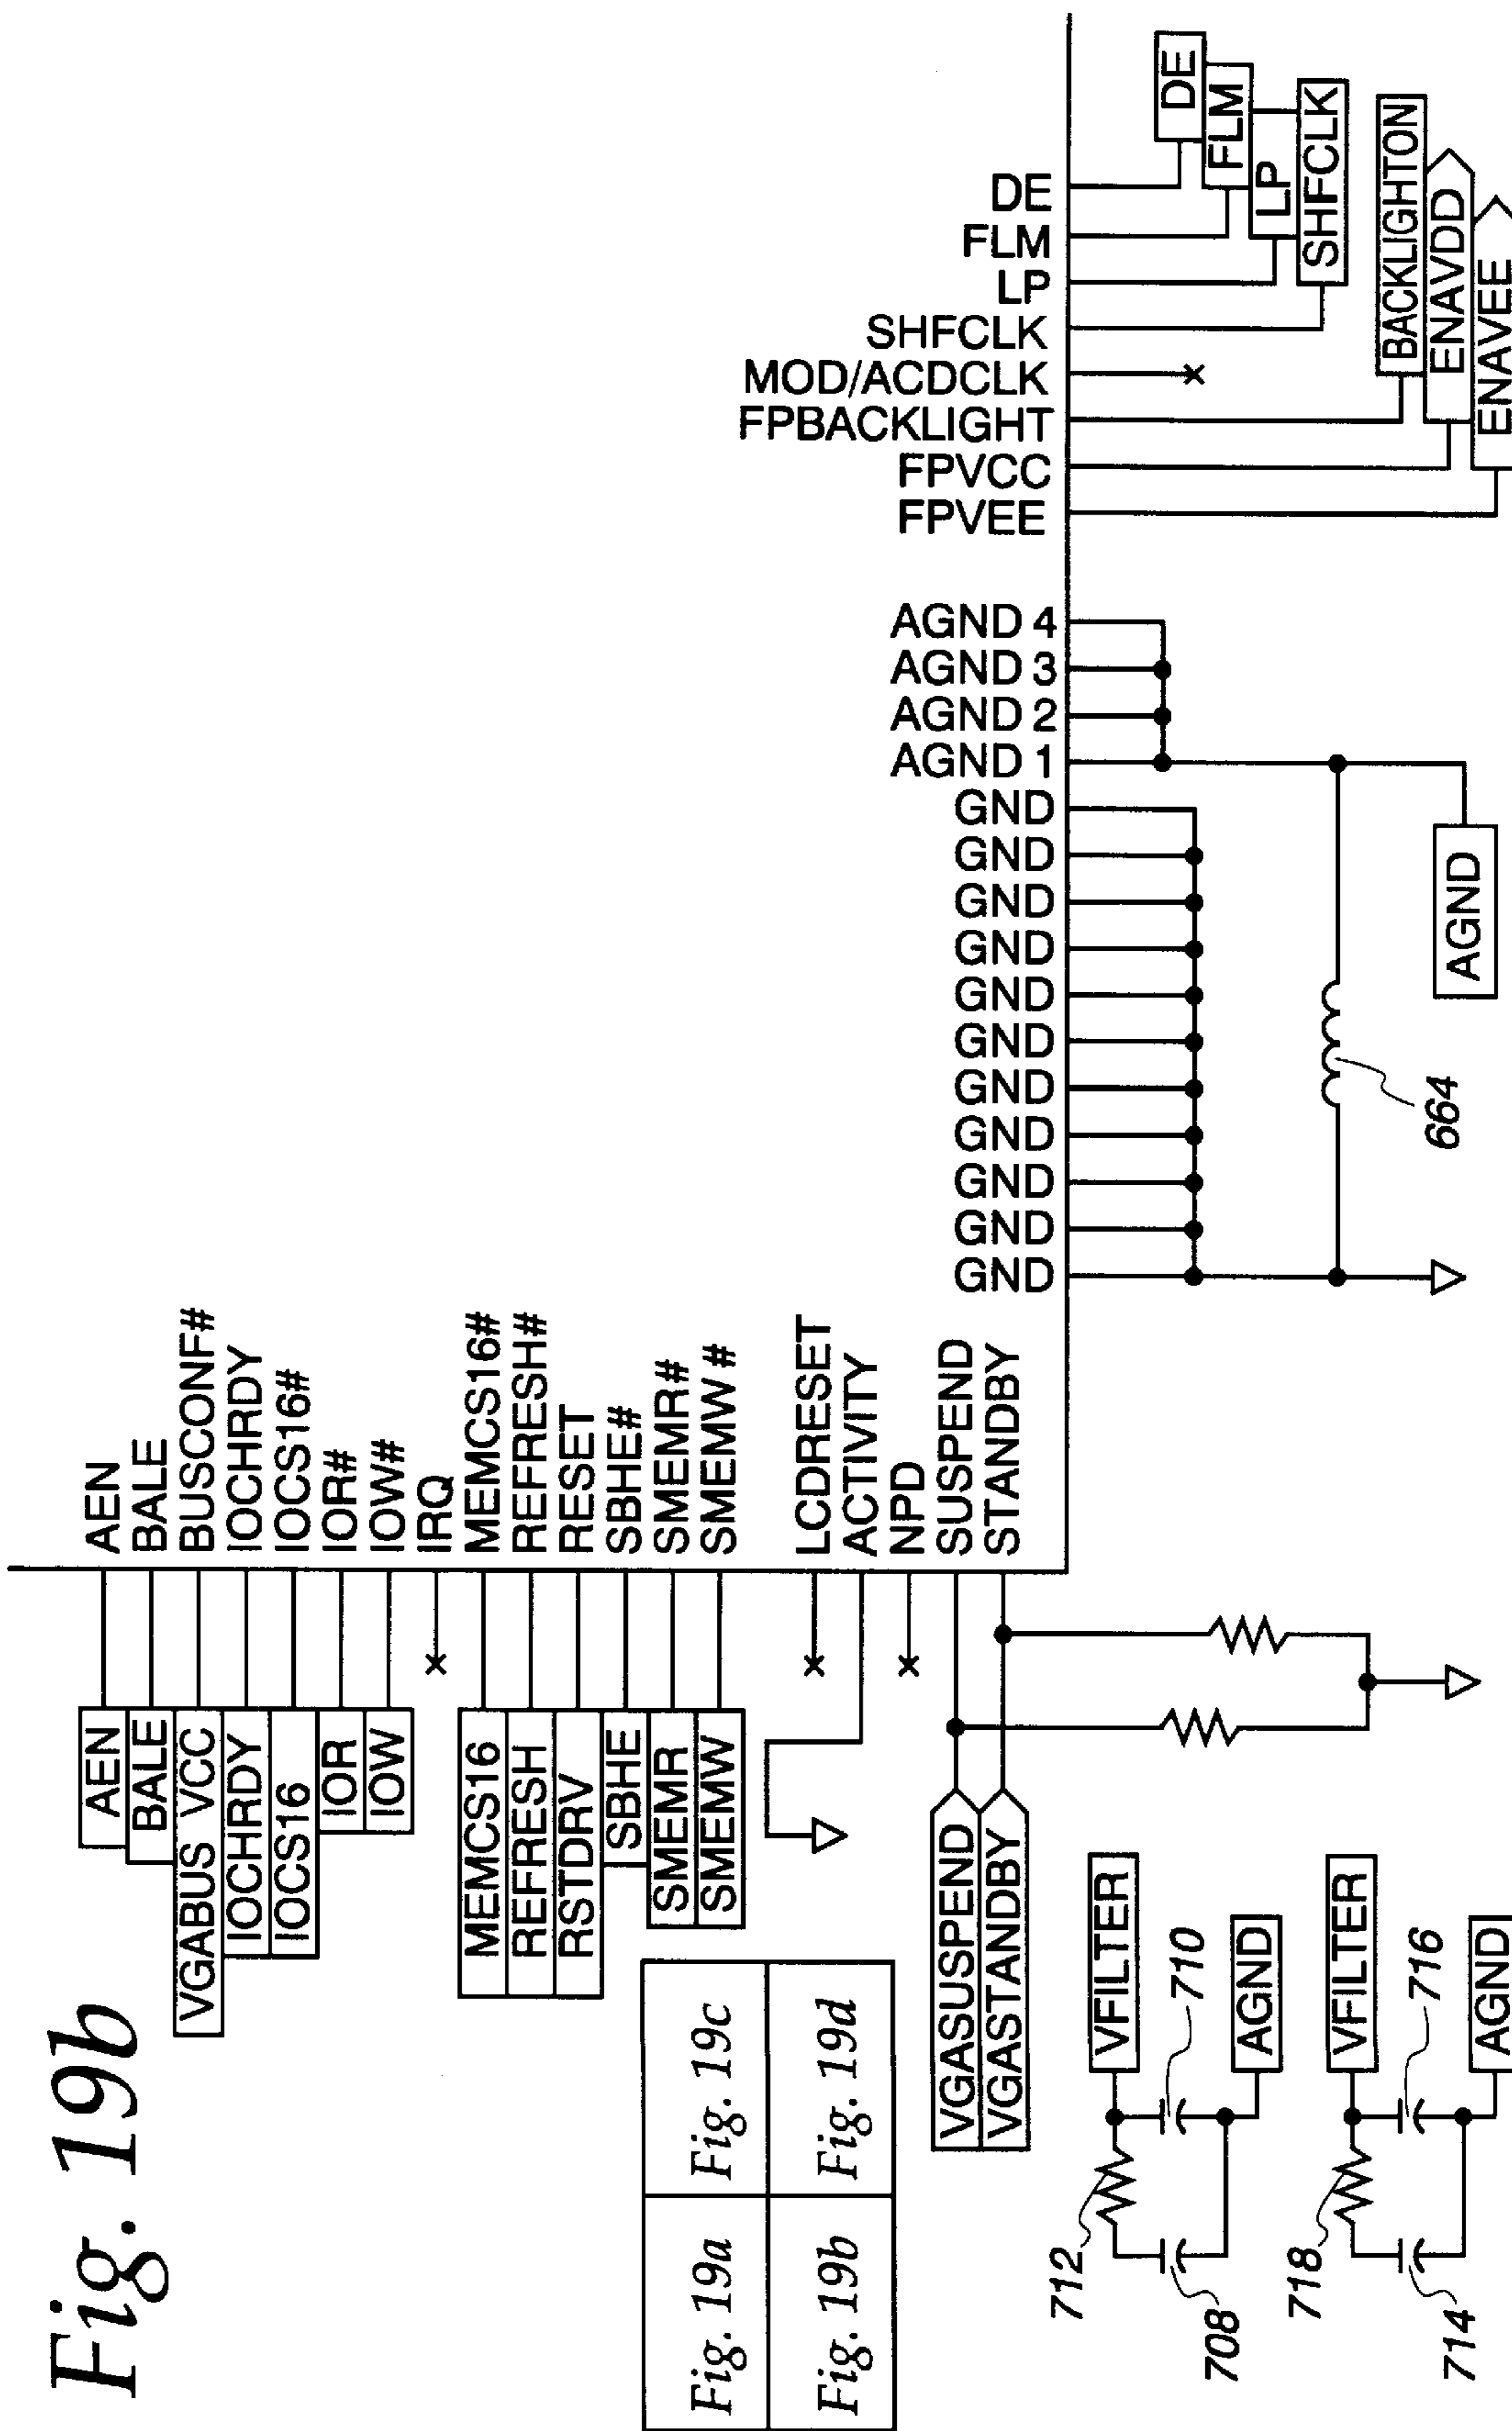 Fig. 19b
AEN AEN
BALE BALE
VGABUS VCC BUSCONF#
IOCHRDY IOCHRDY
IOCS16 IOCS16#
IOR IOR#
IOW IOW#
IRQ
MEMCS16 MEMCS16#
REFRESH REFRESH#
RSTDRV RESET
SBHE SBHE#
SMEMR SMEMR#
SMEMW SMEMW #
LCDRESET
ACTIVITY
NPD
VGASUSPEND SUSPEND
VGASTANDBY STANDBY
Fig. 19a Fig. 19c
Fig. 19b Fig. 19d
GND
GND
GND
GND
GND
GND
GND
GND
GND
GND
GND
AGND 1
AGND 2
AGND 3
AGND 4
FPVEE
FPVCC
FPBACKLIGHT
MOD/ACDCLK
SHFCLK
LP
FLM
DE
DE
FLM
LP
SHFCLK
BACKLIGHTON
ENAVDD
ENAVEE
664
AGND
712
VFILTER
710
708
AGND
718
VFILTER
716
714
AGND